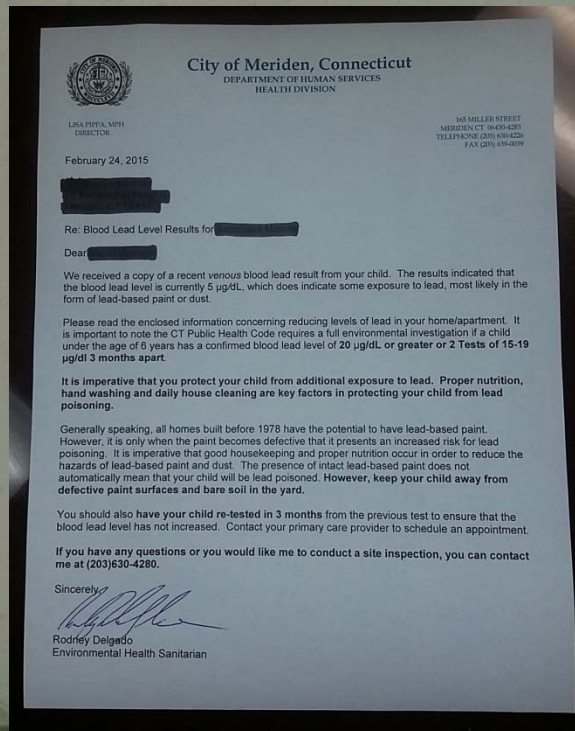 City of Meriden, Connecticut
DEPARTMENT OF HUMAN SERVICES
HEALTH DIVISION
LISA PIPPA, MPH
DIRECTOR
165 MILLER STREET
MERIDEN CT 06450-4283
TELEPHONE (203) 630-4226
FAX (203) 639-0039
February 24, 2015
Re: Blood Lead Level Results for
Dear
We received a copy of a recent venous blood lead result from your child. The results indicated that
the blood lead level is currently 5 µg/dL, which does indicate some exposure to lead, most likely in the
form of lead-based paint or dust.
Please read the enclosed information concerning reducing levels of lead in your home/apartment. It
is important to note the CT Public Health Code requires a full environmental investigation if a child
under the age of 6 years has a confirmed blood lead level of 20 µg/dL or greater or 2 Tests of 15-19
µg/dl 3 months apart.
It is imperative that you protect your child from additional exposure to lead. Proper nutrition,
hand washing and daily house cleaning are key factors in protecting your child from lead
poisoning.
Generally speaking, all homes built before 1978 have the potential to have lead-based paint.
However, it is only when the paint becomes defective that it presents an increased risk for lead
poisoning. It is imperative that good housekeeping and proper nutrition occur in order to reduce the
hazards of lead-based paint and dust. The presence of intact lead-based paint does not
automatically mean that your child will be lead poisoned. However, keep your child away from
defective paint surfaces and bare soil in the yard.
You should also have your child re-tested in 3 months from the previous test to ensure that the
blood lead level has not increased. Contact your primary care provider to schedule an appointment.
If you have any questions or you would like me to conduct a site inspection, you can contact
me at (203)630-4280.
Sincerely,
Rodney Delgado
Environmental Health Sanitarian